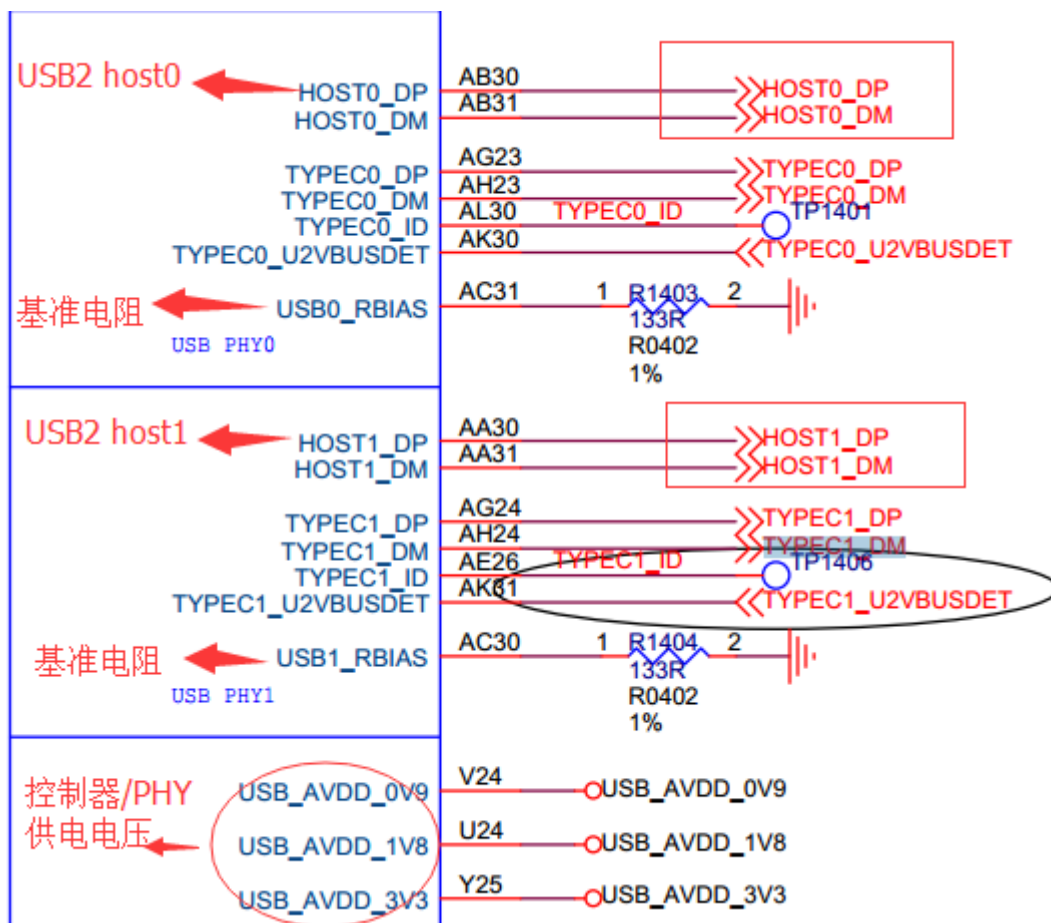 USB2 host0
HOST0_DP AB30 HOST0_DP
HOST0_DM AB31 HOST0_DM
TYPEC0_DP AG23 TYPEC0_DP
TYPEC0_DM AH23 TYPEC0_DM
TYPEC0_ID AL30 TYPEC0_ID TP1401
TYPEC0_U2VBUSDET AK30 TYPEC0_U2VBUSDET
基准电阻 USB0_RBIAS AC31 1 R1403 2
133R
R0402
1%
USB PHY0
USB2 host1
HOST1_DP AA30 HOST1_DP
HOST1_DM AA31 HOST1_DM
TYPEC1_DP AG24 TYPEC1_DP
TYPEC1_DM AH24 TYPEC1_DM
TYPEC1_ID AE26 TYPEC1_ID TP1406
TYPEC1_U2VBUSDET AK31 TYPEC1_U2VBUSDET
基准电阻 USB1_RBIAS AC30 1 R1404 2
133R
R0402
1%
USB PHY1
控制器/PHY
供电电压
USB_AVDD_0V9 V24 USB_AVDD_0V9
USB_AVDD_1V8 U24 USB_AVDD_1V8
USB_AVDD_3V3 Y25 USB_AVDD_3V3